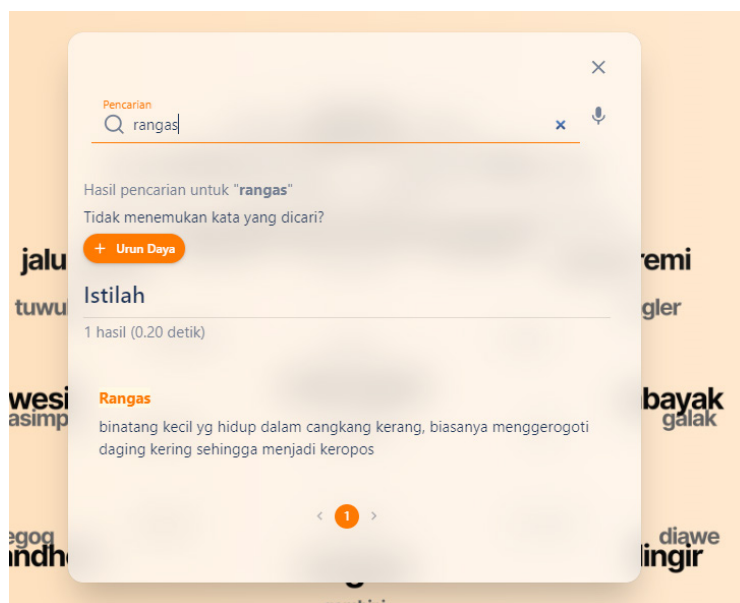 Pencarian
rangas
Hasil pencarian untuk "rangas"
Tidak menemukan kata yang dicari?
+ Urun Daya
Istilah
1 hasil (0.20 detik)
Rangas
binatang kecil yg hidup dalam cangkang kerang, biasanya menggerogoti
daging kering sehingga menjadi keropos
< 1 >
jalu
emi
tuwu
gler
wesi
bayak
asimp
galak
egog
diawe
andh
lingir